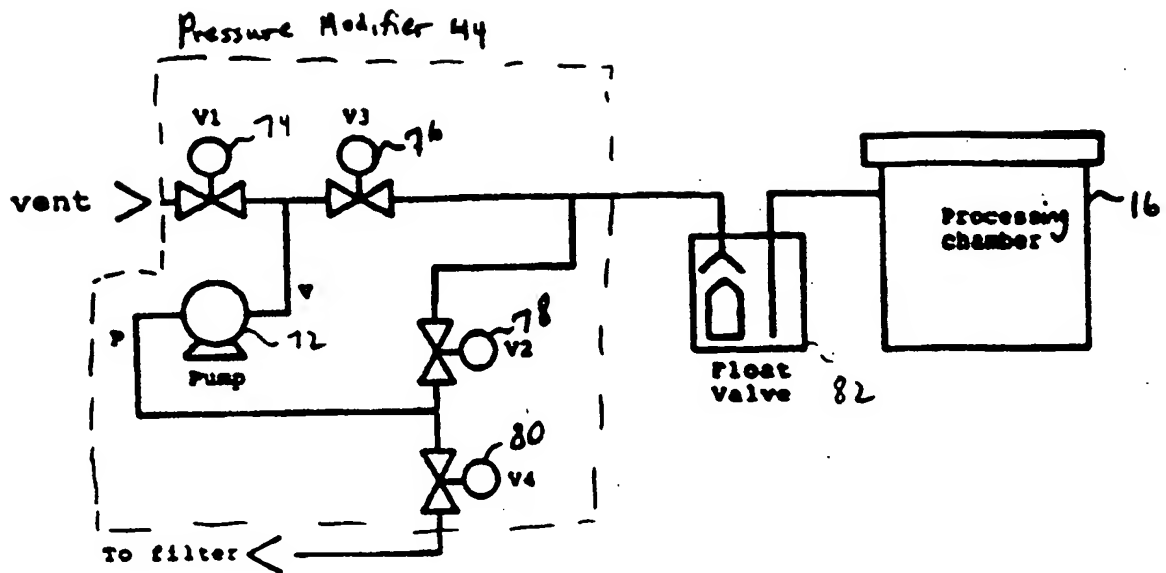 Pressure Modifier 44
V1
74
V3
76
vent
Processing
chamber
16
P
V
72
Pump
78
V2
Float
Valve
82
80
V4
To filter